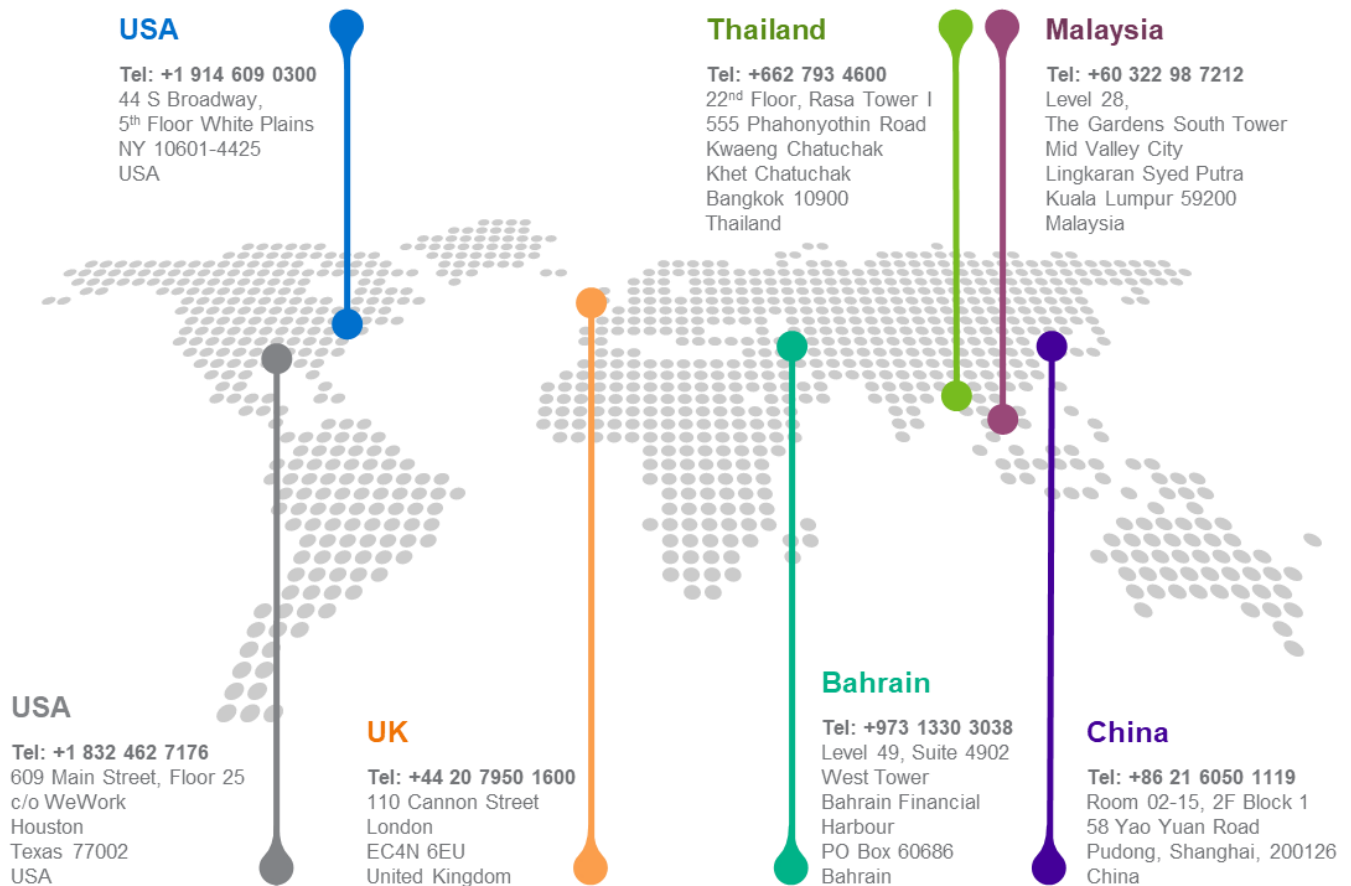 USA
Tel: +1 914 609 0300
44 S Broadway,
5th Floor White Plains
NY 10601-4425
USA
Thailand
Tel: +662 793 4600
22nd Floor, Rasa Tower I
555 Phahonyothin Road
Kwaeng Chatuchak
Khet Chatuchak
Bangkok 10900
Thailand
Malaysia
Tel: +60 322 98 7212
Level 28,
The Gardens South Tower
Mid Valley City
Lingkaran Syed Putra
Kuala Lumpur 59200
Malaysia
USA
Tel: +1 832 462 7176
609 Main Street, Floor 25
c/o WeWork
Houston
Texas 77002
USA
UK
Tel: +44 20 7950 1600
110 Cannon Street
London
EC4N 6EU
United Kingdom
Bahrain
Tel: +973 1330 3038
Level 49, Suite 4902
West Tower
Bahrain Financial
Harbour
PO Box 60686
Bahrain
China
Tel: +86 21 6050 1119
Room 02-15, 2F Block 1
58 Yao Yuan Road
Pudong, Shanghai, 200126
China